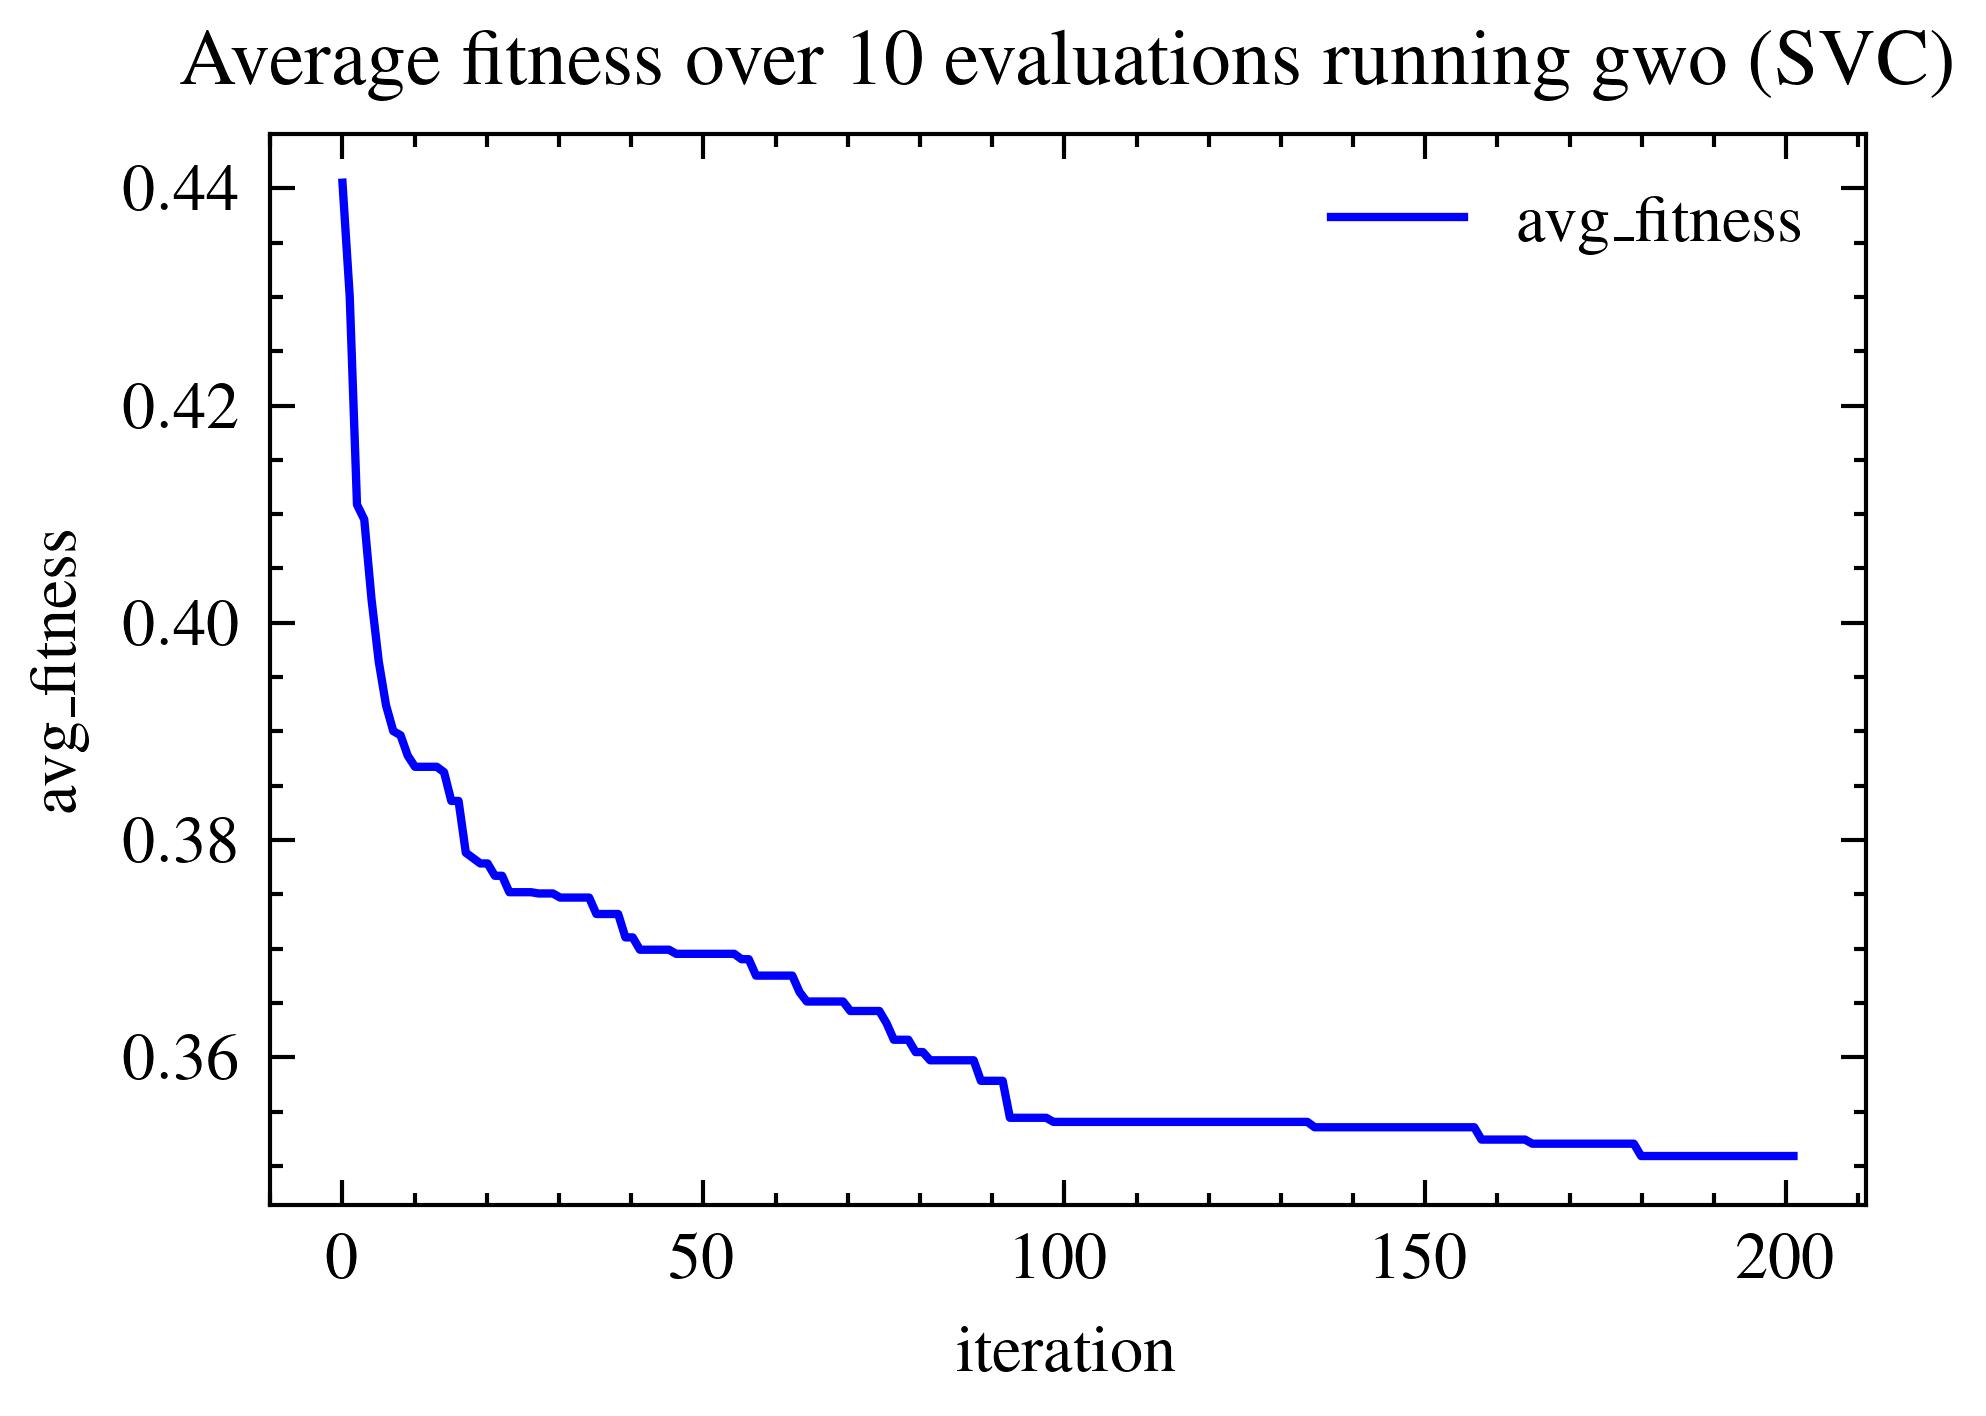 Average fitness over 10 evaluations running gwo (SVC)
avg_fitness
0.44
0.42
0.40
0.38
0.36
avg_fitness
0 50 100 150 200
iteration